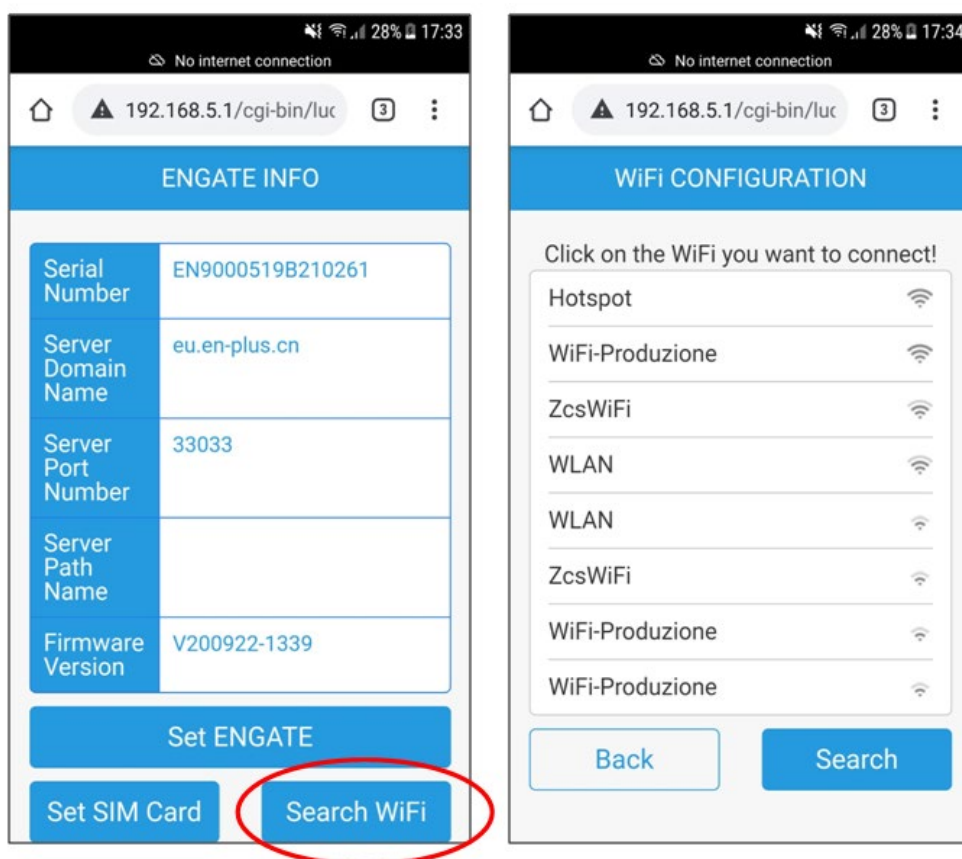 28% 17:33
No internet connection
192.168.5.1/cgi-bin/luc
3
ENGATE INFO
Serial
Number
EN9000519B210261
Server
Domain
Name
eu.en-plus.cn
Server
Port
Number
33033
Server
Path
Name
Firmware
Version
V200922-1339
Set ENGATE
Set SIM Card
Search WiFi
28% 17:34
No internet connection
192.168.5.1/cgi-bin/luc
3
WiFi CONFIGURATION
Click on the WiFi you want to connect!
Hotspot
WiFi-Produzione
ZcsWiFi
WLAN
WLAN
ZcsWiFi
WiFi-Produzione
WiFi-Produzione
Back
Search